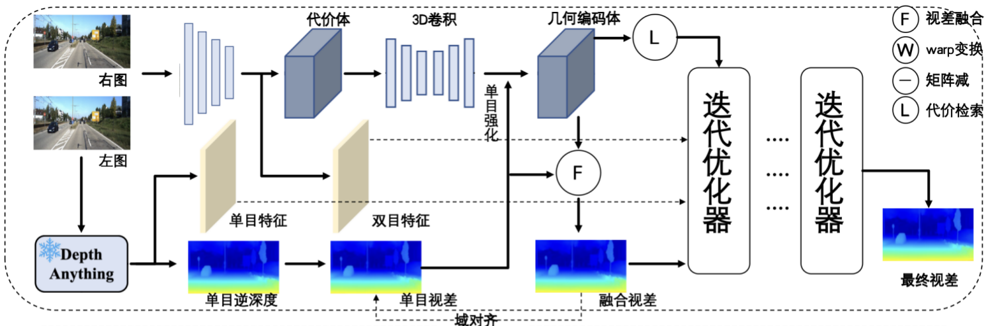 代价体
3D卷积
几何编码体
L
F
视差融合
W
warp变换
—
矩阵减
L
代价检索
右图
左图
单目强化
F
迭代优化器
....
....
....
迭代优化器
单目特征
双目特征
Depth
Anything
单目逆深度
单目视差
融合视差
最终视差
域对齐